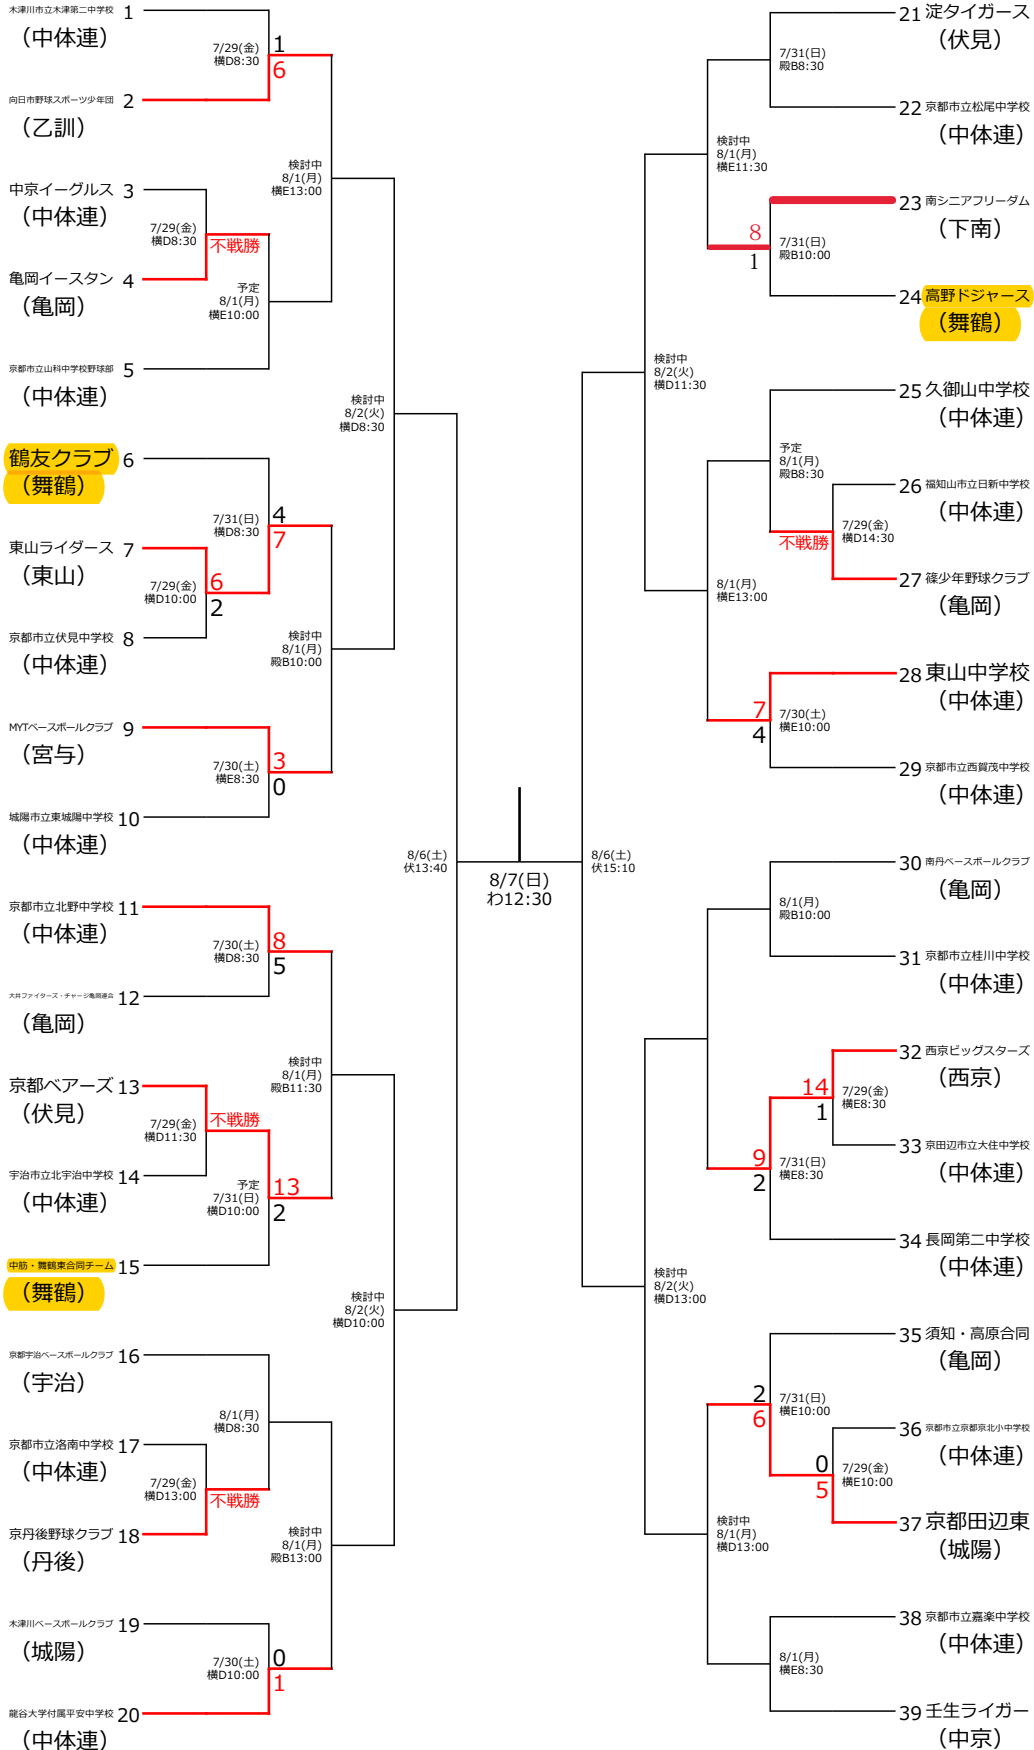 木津川市立木津第二中学校 1
(中体連)
7/29(金)
横D8:30
1
6
向日市野球スポーツ少年団 2
(乙訓)
検討中
8/1(月)
横E13:00
中京イーグルス 3
(中体連)
7/29(金)
横D8:30
不戦勝
亀岡イースタン 4
(亀岡)
予定
8/1(月)
横E10:00
京都市立山科中学校野球部 5
(中体連)
検討中
8/2(火)
横D8:30
鶴友クラブ 6
(舞鶴)
7/31(日)
横D8:30
4
7
東山ライダース 7
(東山)
7/29(金)
横D10:00
6
2
京都市立伏見中学校 8
(中体連)
検討中
8/1(月)
殿B10:00
MYTベースボールクラブ 9
(宮与)
7/30(土)
横E8:30
3
0
城陽市立東城陽中学校 10
(中体連)
8/6(土)
伏13:40
京都市立北野中学校 11
(中体連)
7/30(土)
横D8:30
8
5
大井ファイターズ・チャージ亀岡連合 12
(亀岡)
検討中
8/1(月)
殿B11:30
京都ベアーズ 13
(伏見)
7/29(金)
横D11:30
不戦勝
宇治市立北宇治中学校 14
(中体連)
予定
7/31(日)
横D10:00
13
2
中筋・舞鶴東合同チーム 15
(舞鶴)
検討中
8/2(火)
横D10:00
京都宇治ベースボールクラブ 16
(宇治)
8/1(月)
横D8:30
京都市立洛南中学校 17
(中体連)
7/29(金)
横D13:00
不戦勝
京丹後野球クラブ 18
(丹後)
検討中
8/1(月)
殿B13:00
木津川ベースボールクラブ 19
(城陽)
7/30(土)
横D10:00
0
1
龍谷大学付属平安中学校 20
(中体連)
8/7(日)
わ12:30
21 淀タイガース
(伏見)
7/31(日)
殿B8:30
22 京都市立松尾中学校
(中体連)
検討中
8/1(月)
横E11:30
23 南シニアフリーダム
(下南)
8
1
7/31(日)
殿B10:00
24 高野ドジャース
(舞鶴)
検討中
8/2(火)
横D11:30
25 久御山中学校
(中体連)
予定
8/1(月)
殿B8:30
26 福知山市立日新中学校
(中体連)
7/29(金)
横D14:30
不戦勝
27 篠少年野球クラブ
(亀岡)
8/1(月)
横E13:00
28 東山中学校
(中体連)
7
4
7/30(土)
横E10:00
29 京都市立西賀茂中学校
(中体連)
8/6(土)
伏15:10
30 南丹ベースボールクラブ
(亀岡)
8/1(月)
殿B10:00
31 京都市立桂川中学校
(中体連)
32 西京ビッグスターズ
(西京)
14
1
7/29(金)
横E8:30
33 京田辺市立大住中学校
(中体連)
9
2
7/31(日)
横E8:30
34 長岡第二中学校
(中体連)
検討中
8/2(火)
横D13:00
35 須知・高原合同
(亀岡)
2
6
7/31(日)
横E10:00
36 京都市立京都京北小中学校
(中体連)
0
5
7/29(金)
横E10:00
37 京都田辺東
(城陽)
検討中
8/1(月)
横D13:00
38 京都市立嘉楽中学校
(中体連)
8/1(月)
横E8:30
39 壬生ライガー
(中京)